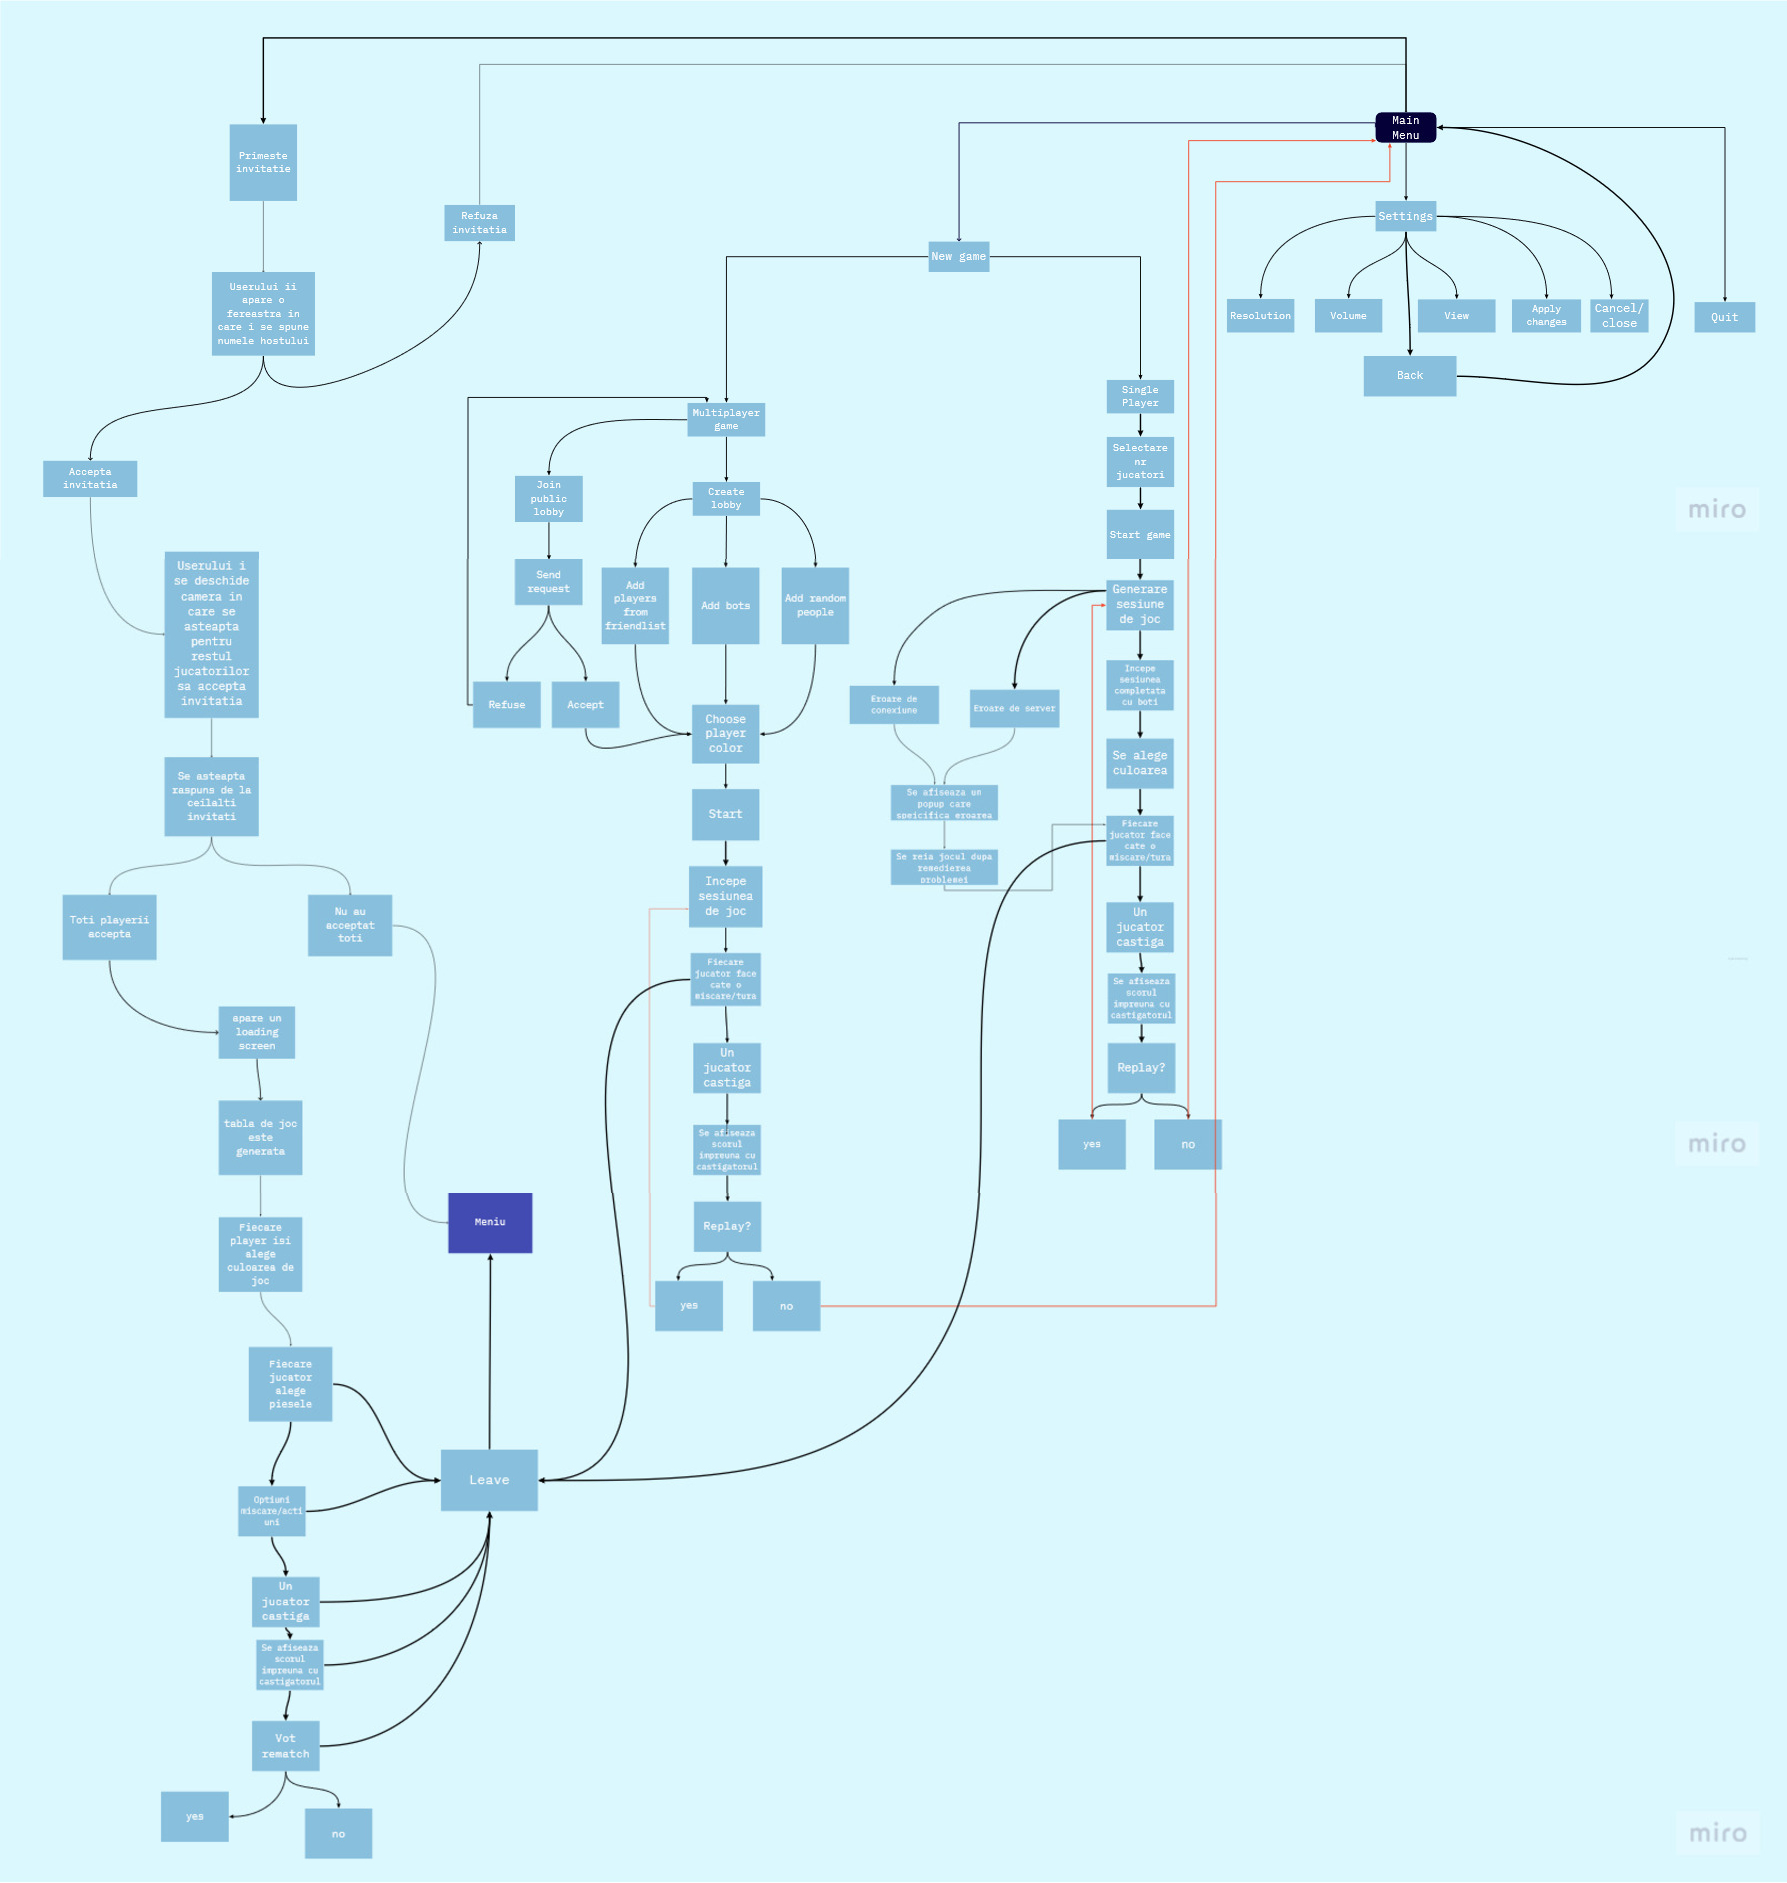 Main
Menu
Primeste
invitatie
Refuza
invitatia
Settings
New game
Userului ii
apare o
fereastra in
care i se spune
numele hostului
Resolution
Volume
View
Apply
changes
Cancel/
close
Quit
Back
Single
Player
Multiplayer
game
Selectare
nr
jucatori
Accepta
invitatia
Join
public
lobby
Create
lobby
miro
Start game
Userului i
se deschide
camera in
care se
asteapta
pentru
restul
jucatorilor
sa accepta
invitatia
Send
request
Add
players
from
friendlist
Add bots
Add random
people
Generare
sesiune
de joc
Incepe
sesiunea
completata
cu boti
Refuse
Accept
Eroare de
conexiune
Eroare de server
Choose
player
color
Se alege
culoarea
Se asteapta
raspuns de la
ceilalti
invitati
Start
Se afiseaza un
popup care
speicifica eroarea
Fiecare
jucator face
cate o
miscare/tura
Se reia jocul dupa
remedierea
problemei
Incepe
sesiunea
de joc
Toti playerii
accepta
Nu au
acceptat
toti
Un
jucator
castiga
Fiecare
jucator face
cate o
miscare/tura
Se afiseaza
scorul
impreuna cu
castigatorul
apare un
loading
screen
Un
jucator
castiga
Replay?
tabla de joc
este
generata
Se afiseaza
scorul
impreuna cu
castigatorul
yes
no
miro
Meniu
Replay?
Fiecare
player isi
alege
culoarea de
joc
yes
no
Fiecare
jucator
alege
piesele
Leave
Optiuni
miscare/acti
uni
Un
jucator
castiga
Se afiseaza
scorul
impreuna cu
castigatorul
Vot
rematch
yes
no
miro